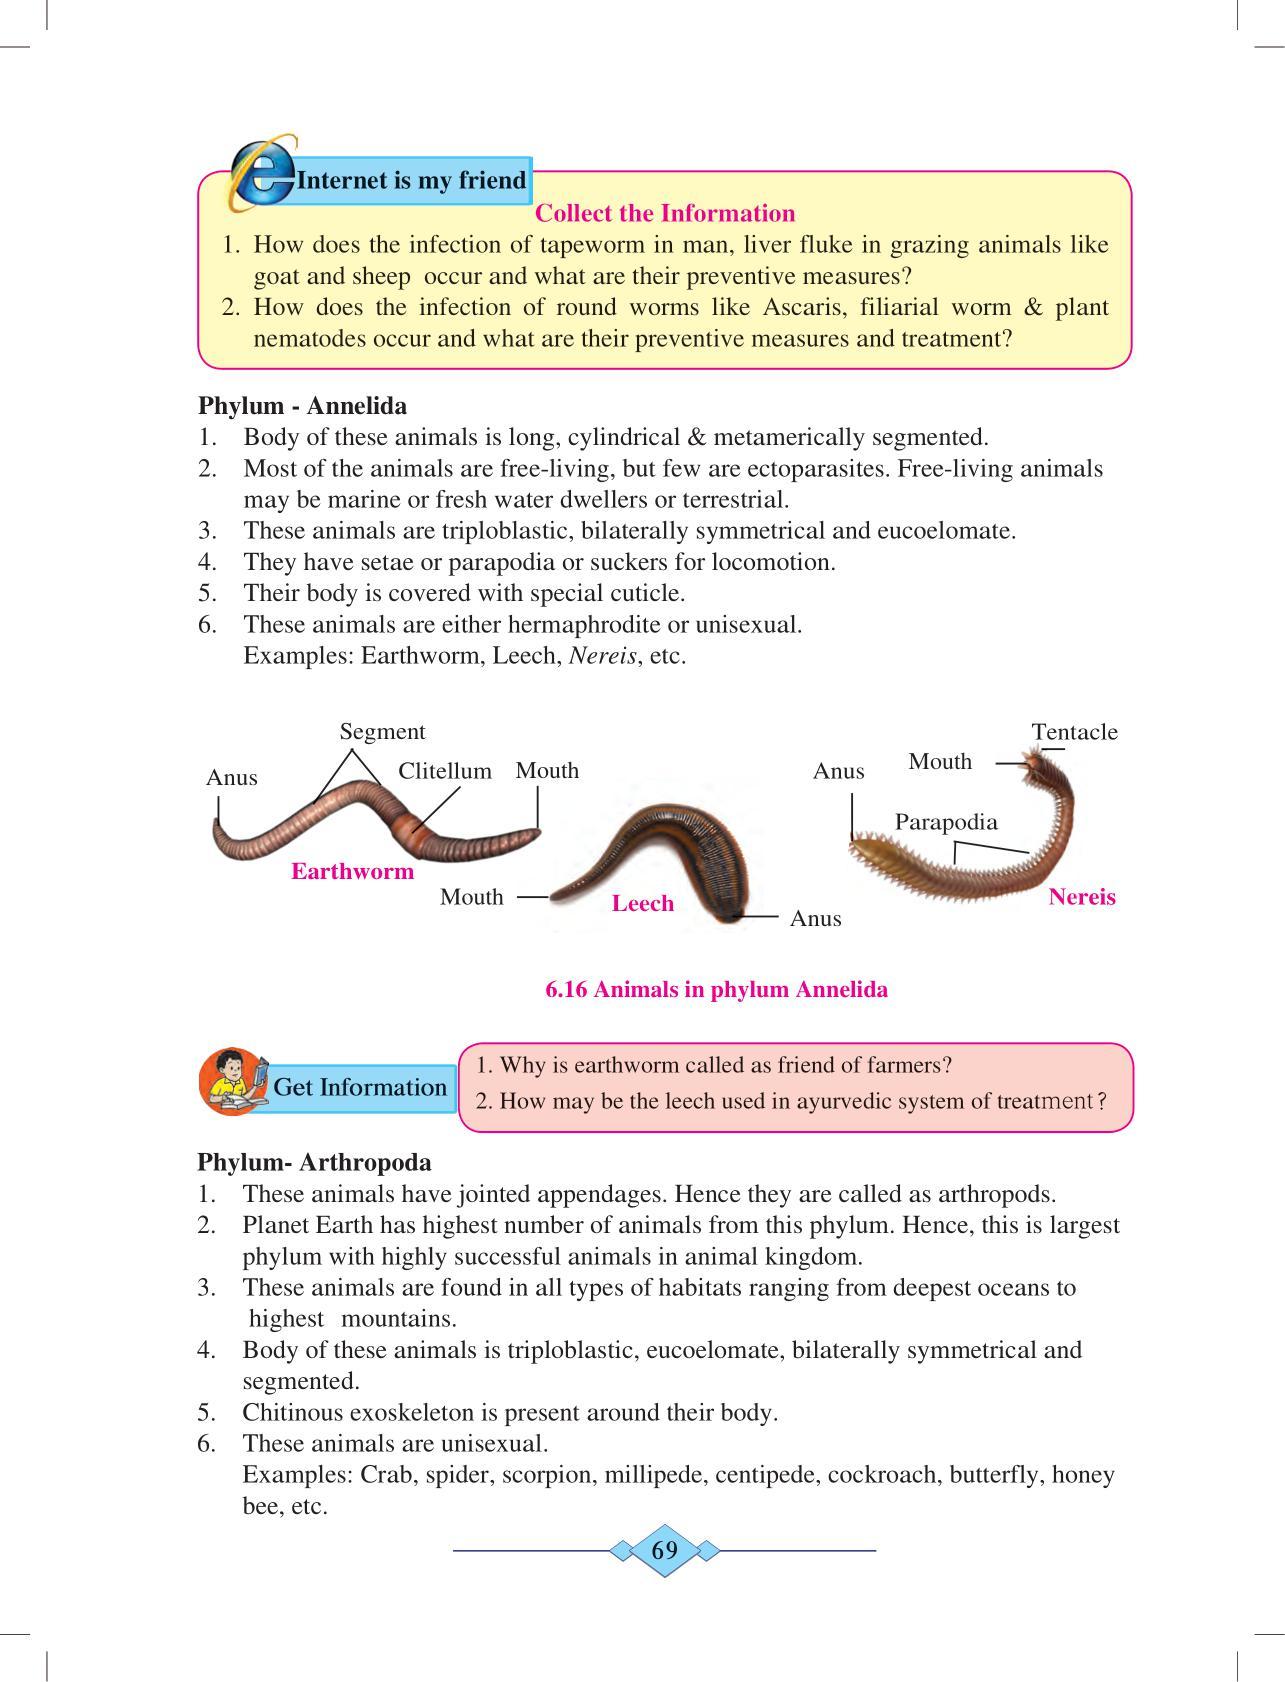 Internet is my friend
Collect the Information
1. How does the infection of tapeworm in man, liver fluke in grazing animals like
goat and sheep occur and what are their preventive measures?
2. How does the infection of round worms like Ascaris, filiarial worm & plant
nematodes occur and what are their preventive measures and treatment?
Phylum - Annelida
1. Body of these animals is long, cylindrical & metamerically segmented.
2. Most of the animals are free-living, but few are ectoparasites. Free-living animals
may be marine or fresh water dwellers or terrestrial.
3. These animals are triploblastic, bilaterally symmetrical and eucoelomate.
4. They have setae or parapodia or suckers for locomotion.
5. Their body is covered with special cuticle.
6. These animals are either hermaphrodite or unisexual.
Examples: Earthworm, Leech, Nereis, etc.
Segment
Anus
Clitellum
Mouth
Earthworm
Mouth
Leech
Anus
Tentacle
Mouth
Anus
Parapodia
Nereis
6.16 Animals in phylum Annelida
Get Information
1. Why is earthworm called as friend of farmers?
2. How may be the leech used in ayurvedic system of treatment?
Phylum- Arthropoda
1. These animals have jointed appendages. Hence they are called as arthropods.
2. Planet Earth has highest number of animals from this phylum. Hence, this is largest
phylum with highly successful animals in animal kingdom.
3. These animals are found in all types of habitats ranging from deepest oceans to
highest mountains.
4. Body of these animals is triploblastic, eucoelomate, bilaterally symmetrical and
segmented.
5. Chitinous exoskeleton is present around their body.
6. These animals are unisexual.
Examples: Crab, spider, scorpion, millipede, centipede, cockroach, butterfly, honey
bee, etc.
69